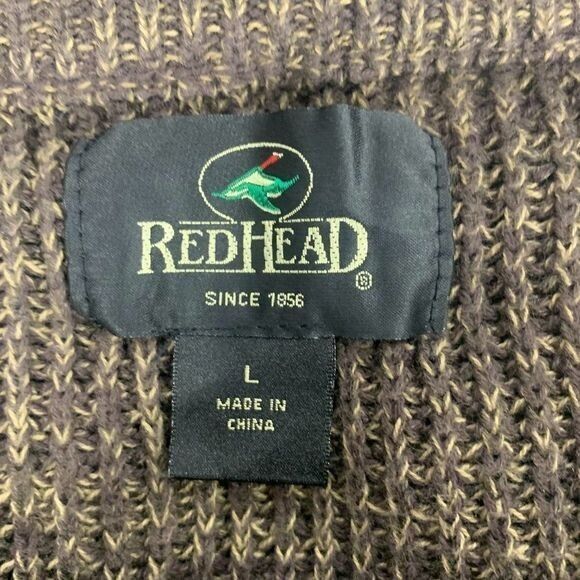 REDHEAD®
SINCE 1856
L
MADE IN
CHINA